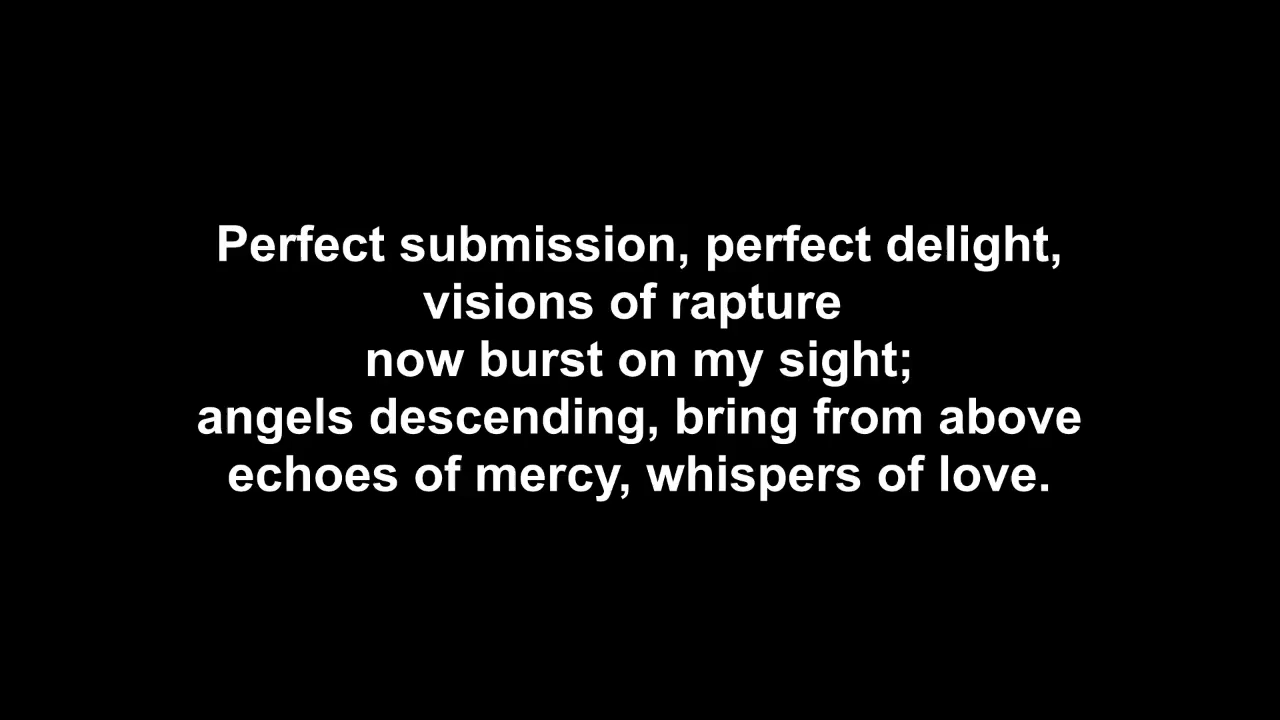 Perfect submission, perfect delight,
visions of rapture
now burst on my sight;
angels descending, bring from above
echoes of mercy, whispers of love.